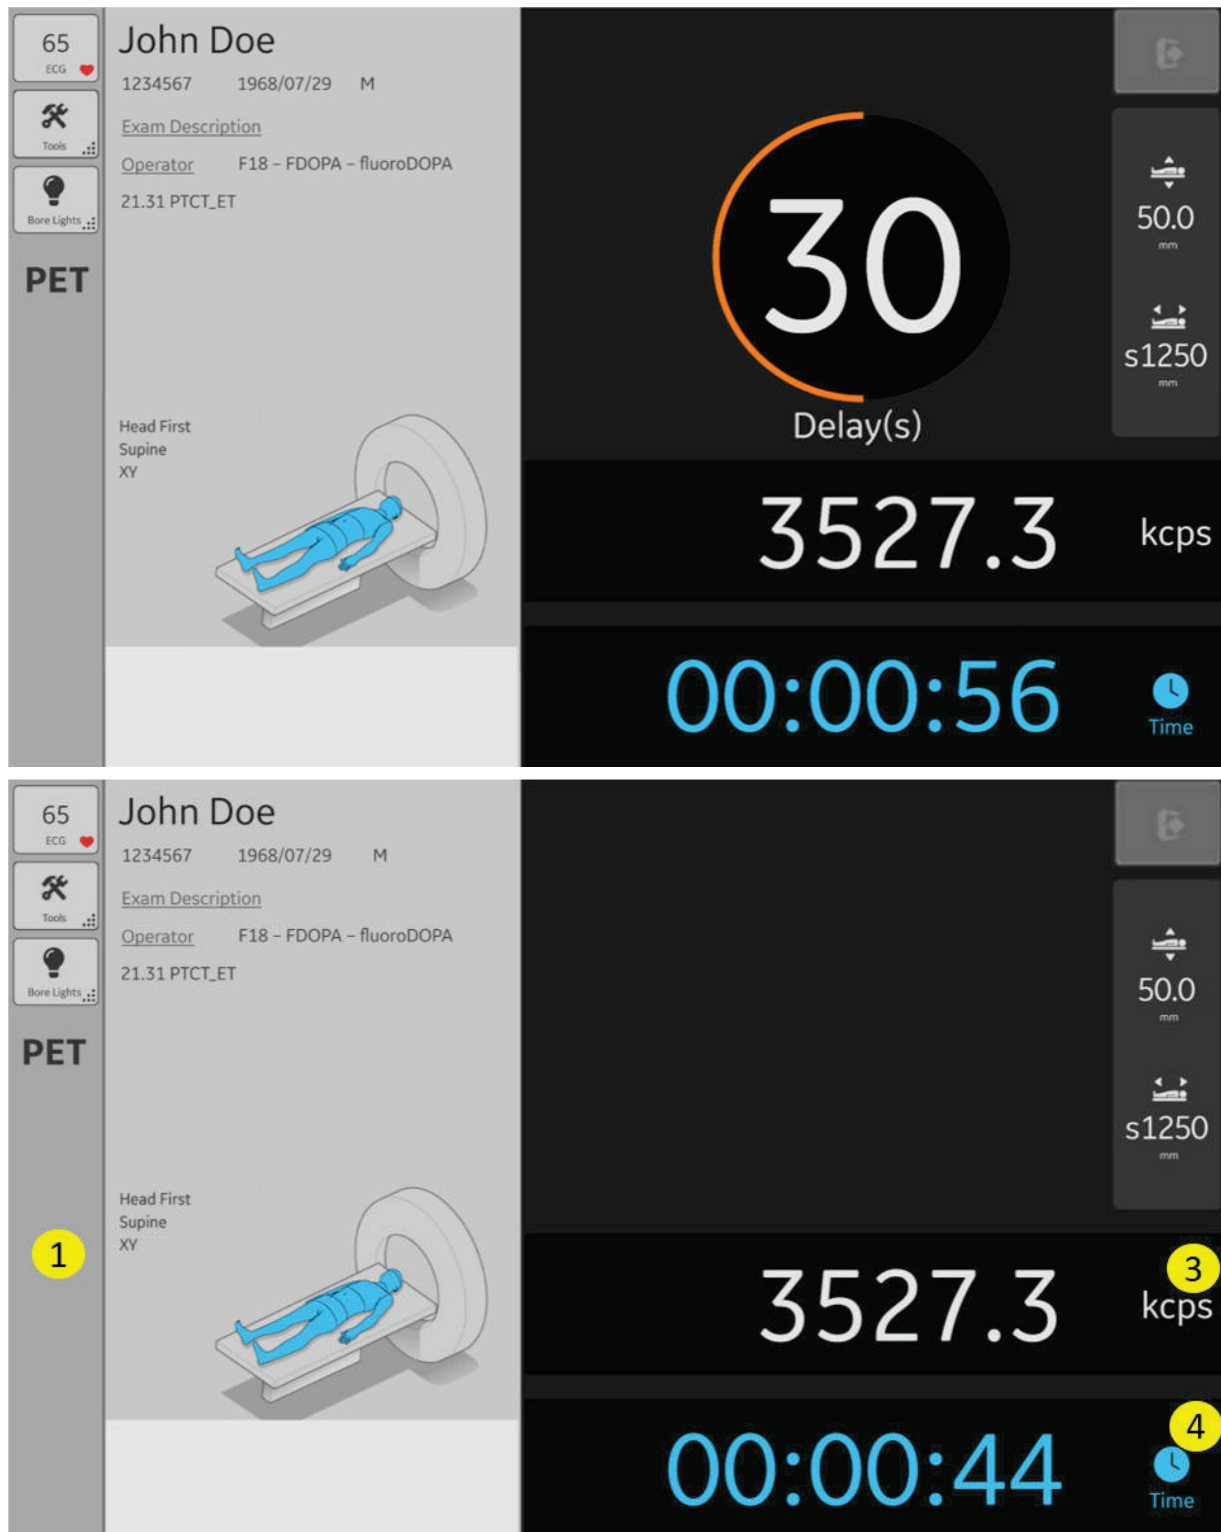 65
ECG
Tools
Bore Lights
PET
John Doe
1234567 1968/07/29 M
Exam Description
Operator F18 – FDOPA – fluoroDOPA
21.31 PTCT_ET
Head First
Supine
XY
30
Delay(s)
50.0
mm
s1250
mm
3527.3 kcps
00:00:56
Time
65
ECG
Tools
Bore Lights
PET
1
John Doe
1234567 1968/07/29 M
Exam Description
Operator F18 – FDOPA – fluoroDOPA
21.31 PTCT_ET
Head First
Supine
XY
50.0
mm
s1250
mm
3
3527.3 kcps
4
00:00:44
Time